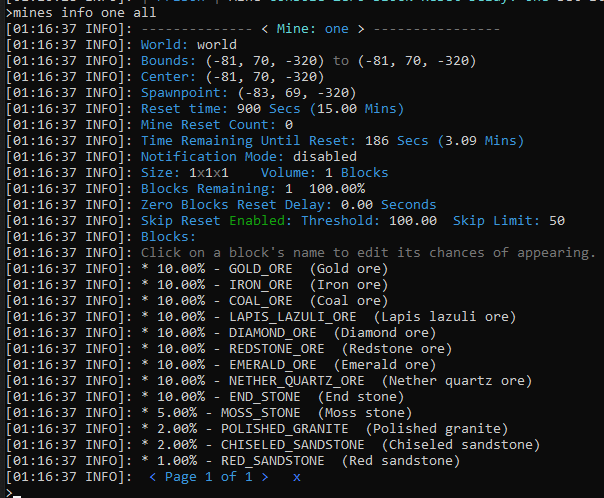 >mines info one all
[01:16:37 INFO]: -------------- < Mine: one > ----------------
[01:16:37 INFO]: World: world
[01:16:37 INFO]: Bounds: (-81, 70, -320) to (-81, 70, -320)
[01:16:37 INFO]: Center: (-81, 70, -320)
[01:16:37 INFO]: Spawnpoint: (-83, 69, -320)
[01:16:37 INFO]: Reset time: 900 Secs (15.00 Mins)
[01:16:37 INFO]: Mine Reset Count: 0
[01:16:37 INFO]: Time Remaining Until Reset: 186 Secs (3.09 Mins)
[01:16:37 INFO]: Notification Mode: disabled
[01:16:37 INFO]: Size: 1x1x1    Volume: 1 Blocks
[01:16:37 INFO]: Blocks Remaining: 1  100.00%
[01:16:37 INFO]: Zero Blocks Reset Delay: 0.00 Seconds
[01:16:37 INFO]: Skip Reset Enabled: Threshold: 100.00  Skip Limit: 50
[01:16:37 INFO]: Blocks:
[01:16:37 INFO]: Click on a block's name to edit its chances of appearing.
[01:16:37 INFO]: * 10.00% - GOLD_ORE  (Gold ore)
[01:16:37 INFO]: * 10.00% - IRON_ORE  (Iron ore)
[01:16:37 INFO]: * 10.00% - COAL_ORE  (Coal ore)
[01:16:37 INFO]: * 10.00% - LAPIS_LAZULI_ORE  (Lapis lazuli ore)
[01:16:37 INFO]: * 10.00% - DIAMOND_ORE  (Diamond ore)
[01:16:37 INFO]: * 10.00% - REDSTONE_ORE  (Redstone ore)
[01:16:37 INFO]: * 10.00% - EMERALD_ORE  (Emerald ore)
[01:16:37 INFO]: * 10.00% - NETHER_QUARTZ_ORE  (Nether quartz ore)
[01:16:37 INFO]: * 10.00% - END_STONE  (End stone)
[01:16:37 INFO]: * 5.00% - MOSS_STONE  (Moss stone)
[01:16:37 INFO]: * 2.00% - POLISHED_GRANITE  (Polished granite)
[01:16:37 INFO]: * 2.00% - CHISELED_SANDSTONE  (Chiseled sandstone)
[01:16:37 INFO]: * 1.00% - RED_SANDSTONE  (Red sandstone)
[01:16:37 INFO]:  < Page 1 of 1 >   x
>